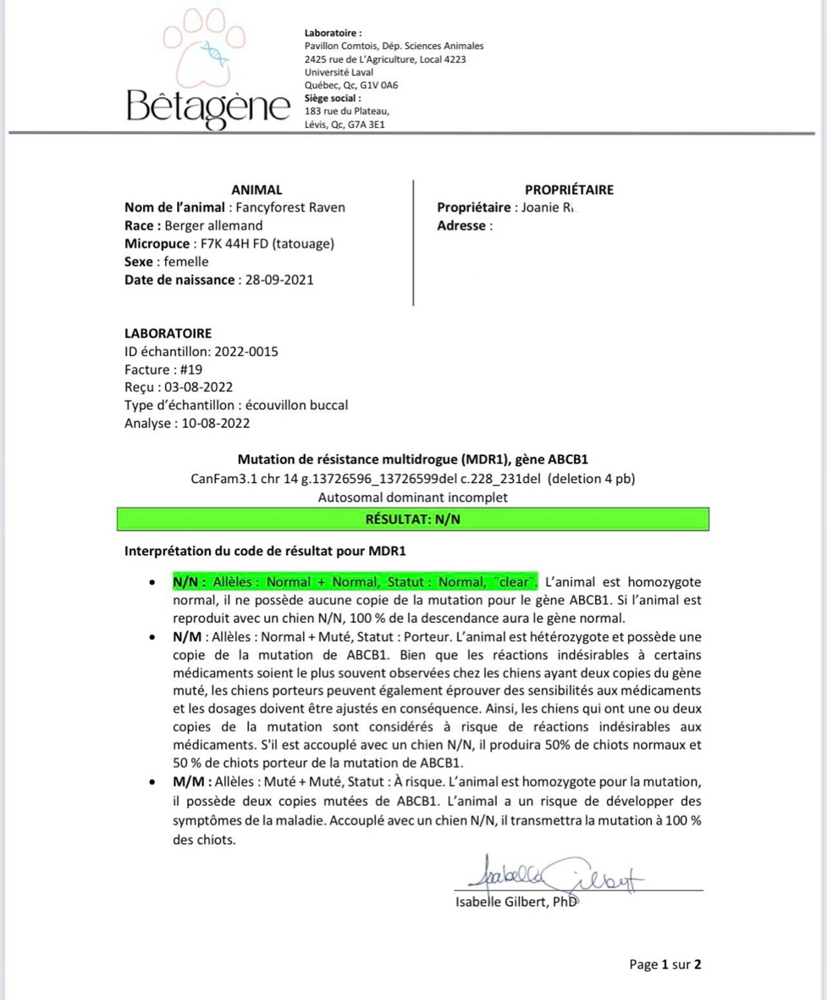 Bêtagène
Laboratoire :
Pavillon Comtois, Dép. Sciences Animales
2425 rue de L’Agriculture, Local 4223
Université Laval
Québec, Qc, G1V 0A6
Siège social :
183 rue du Plateau,
Lévis, Qc, G7A 3E1
ANIMAL
Nom de l’animal : Fancyforest Raven
Race : Berger allemand
Micropuce : F7K 44H FD (tatouage)
Sexe : femelle
Date de naissance : 28-09-2021
PROPRIÉTAIRE
Propriétaire : Joanie
Adresse :
LABORATOIRE
ID échantillon: 2022-0015
Facture : #19
Reçu : 03-08-2022
Type d’échantillon : écouvillon buccal
Analyse : 10-08-2022
Mutation de résistance multidrogue (MDR1), gène ABCB1
CanFam3.1 chr 14 g.13726596_13726599del c.228_231del (deletion 4 pb)
Autosomal dominant incomplet
RÉSULTAT: N/N
Interprétation du code de résultat pour MDR1
• N/N : Allèles : Normal + Normal, Statut : Normal, ¨clear¨. L’animal est homozygote
normal, il ne possède aucune copie de la mutation pour le gène ABCB1. Si l’animal est
reproduit avec un chien N/N, 100 % de la descendance aura le gène normal.
• N/M : Allèles : Normal + Muté, Statut : Porteur. L’animal est hétérozygote et possède une
copie de la mutation de ABCB1. Bien que les réactions indésirables à certains
médicaments soient le plus souvent observées chez les chiens ayant deux copies du gène
muté, les chiens porteurs peuvent également éprouver des sensibilités aux médicaments
et les dosages doivent être ajustés en conséquence. Ainsi, les chiens qui ont une ou deux
copies de la mutation sont considérés à risque de réactions indésirables aux
médicaments. S'il est accouplé avec un chien N/N, il produira 50% de chiots normaux et
50 % de chiots porteur de la mutation de ABCB1.
• M/M : Allèles : Muté + Muté, Statut : À risque. L’animal est homozygote pour la mutation,
il possède deux copies mutées de ABCB1. L’animal a un risque de développer des
symptômes de la maladie. Accouplé avec un chien N/N, il transmettra la mutation à 100 %
des chiots.
Isabelle Gilbert
Isabelle Gilbert, PhD
Page 1 sur 2